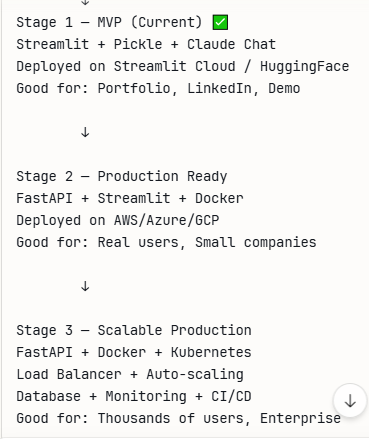 ↓
Stage 1 — MVP (Current) ✅
Streamlit + Pickle + Claude Chat
Deployed on Streamlit Cloud / HuggingFace
Good for: Portfolio, LinkedIn, Demo
↓
Stage 2 — Production Ready
FastAPI + Streamlit + Docker
Deployed on AWS/Azure/GCP
Good for: Real users, Small companies
↓
Stage 3 — Scalable Production
FastAPI + Docker + Kubernetes
Load Balancer + Auto-scaling
Database + Monitoring + CI/CD
Good for: Thousands of users, Enterprise